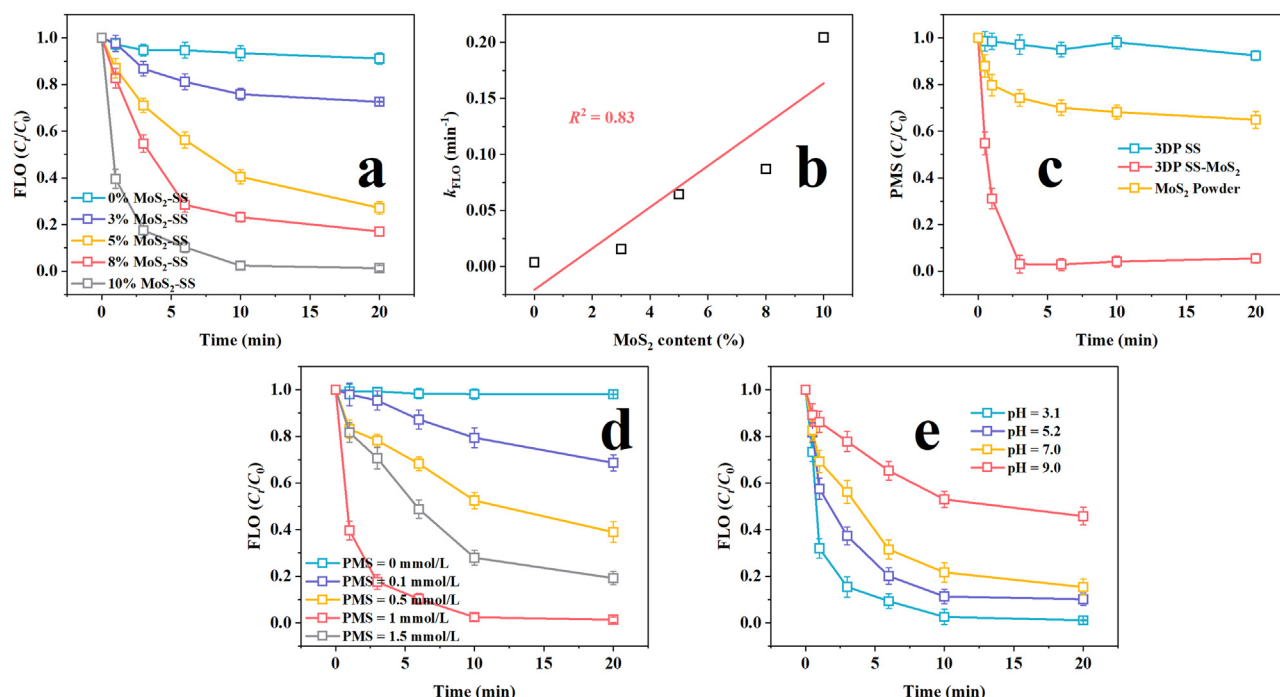 1.0
0.8
0.6
0.4
0.2
0.0
FLO (Cₜ/C₀)
0% MoS₂-SS
3% MoS₂-SS
5% MoS₂-SS
8% MoS₂-SS
10% MoS₂-SS
a
0 5 10 15 20
Time (min)
0.20
0.15
0.10
0.05
0.00
k_FLO (min⁻¹)
R² = 0.83
b
0 2 4 6 8 10
MoS₂ content (%)
1.0
0.8
0.6
0.4
0.2
0.0
PMS (Cₜ/C₀)
3DP SS
3DP SS-MoS₂
MoS₂ Powder
c
0 5 10 15 20
Time (min)
1.0
0.8
0.6
0.4
0.2
0.0
FLO (Cₜ/C₀)
d
PMS = 0 mmol/L
PMS = 0.1 mmol/L
PMS = 0.5 mmol/L
PMS = 1 mmol/L
PMS = 1.5 mmol/L
0 5 10 15 20
Time (min)
1.0
0.8
0.6
0.4
0.2
0.0
FLO (Cₜ/C₀)
e
pH = 3.1
pH = 5.2
pH = 7.0
pH = 9.0
0 5 10 15 20
Time (min)